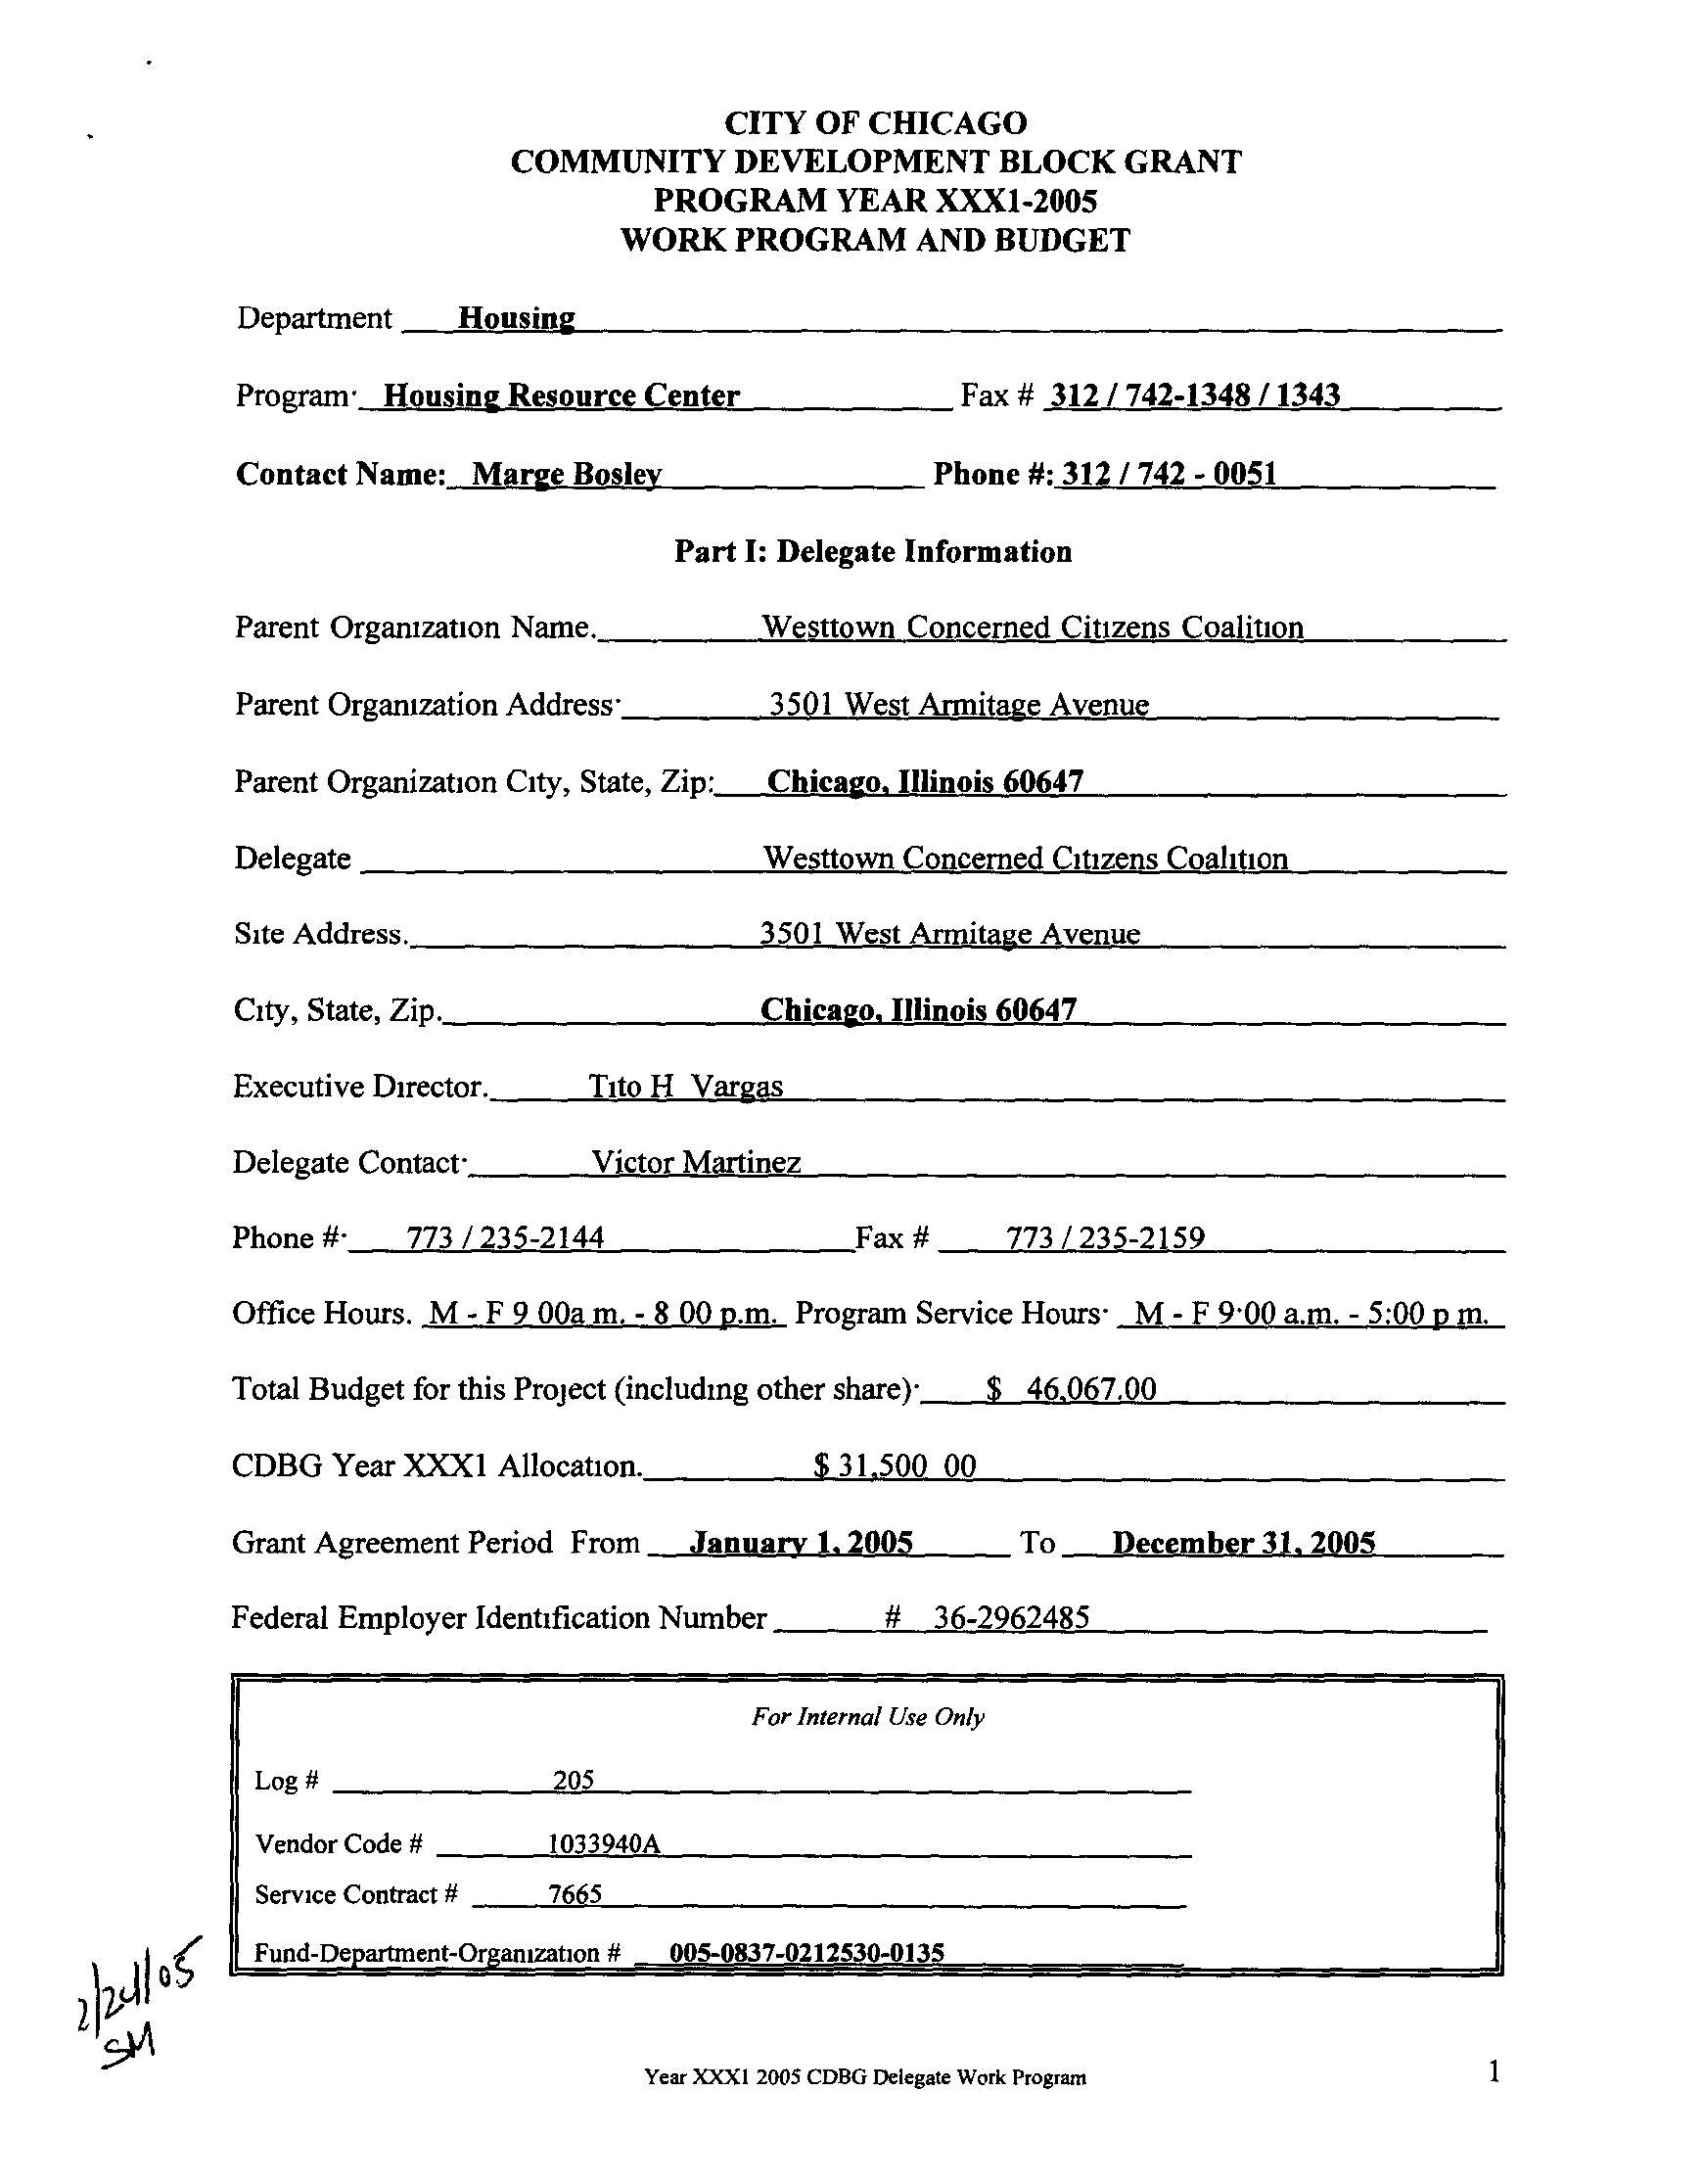 CITY OF CHICAGO
COMMUNITY DEVELOPMENT BLOCK GRANT
PROGRAM YEAR XXX1-2005
WORK PROGRAM AND BUDGET
Department Housing
Program: Housing Resource Center Fax # 312 / 742-1348 / 1343
Contact Name: Marge Bosley Phone #: 312 / 742 - 0051
Part I: Delegate Information
Parent Organization Name. Westtown Concerned Citizens Coalition
Parent Organization Address: 3501 West Armitage Avenue
Parent Organization City, State, Zip: Chicago, Illinois 60647
Delegate Westtown Concerned Citizens Coalition
Site Address. 3501 West Armitage Avenue
City, State, Zip. Chicago, Illinois 60647
Executive Director. Tito H Vargas
Delegate Contact: Victor Martinez
Phone #: 773 / 235-2144 Fax # 773 / 235-2159
Office Hours. M - F 9 00a m. - 8 00 p.m. Program Service Hours: M - F 9:00 a.m. - 5:00 p m.
Total Budget for this Project (including other share): $ 46,067.00
CDBG Year XXX1 Allocation. $ 31,500 00
Grant Agreement Period From January 1, 2005 To December 31, 2005
Federal Employer Identification Number # 36-2962485
For Internal Use Only
Log # 205
Vendor Code # 1033940A
Service Contract # 7665
Fund-Department-Organization # 005-0837-0212530-0135
2/24/05
SM
Year XXX1 2005 CDBG Delegate Work Program 1